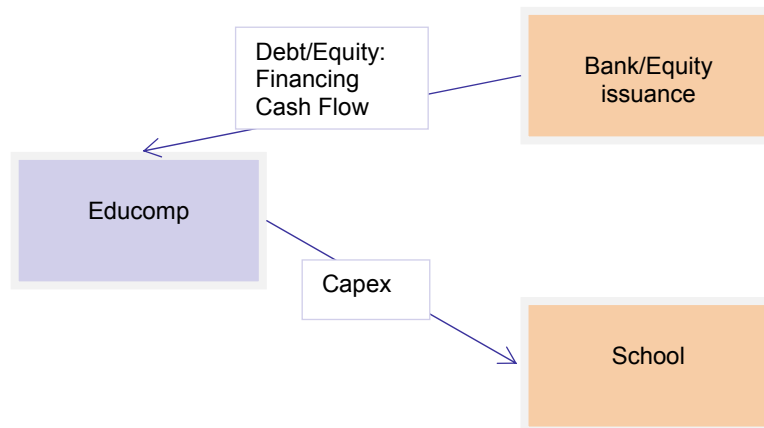 Debt/Equity:
Financing
Cash Flow
Bank/Equity
issuance
Educomp
Capex
School